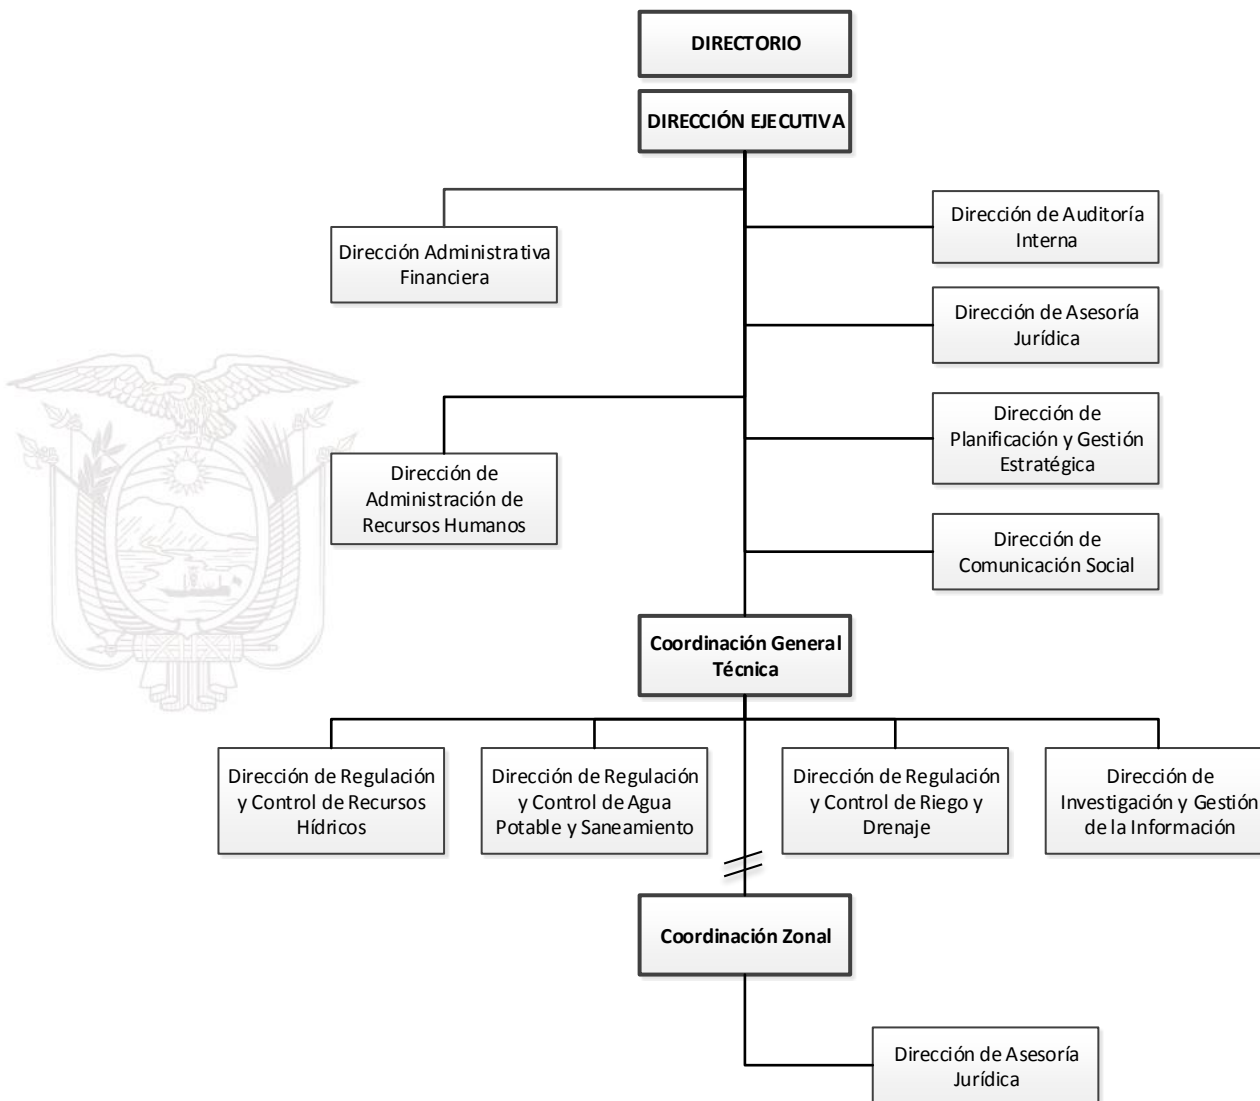 DIRECTORIO
DIRECCIÓN EJECUTIVA
Dirección Administrativa
Financiera
Dirección de Auditoría
Interna
Dirección de Asesoría
Jurídica
Dirección de
Planificación y Gestión
Estratégica
Dirección de
Administración de
Recursos Humanos
Dirección de
Comunicación Social
Coordinación General
Técnica
Dirección de Regulación
y Control de Recursos
Hídricos
Dirección de Regulación
y Control de Agua
Potable y Saneamiento
Dirección de Regulación
y Control de Riego y
Drenaje
Dirección de
Investigación y Gestión
de la Información
Coordinación Zonal
Dirección de Asesoría
Jurídica